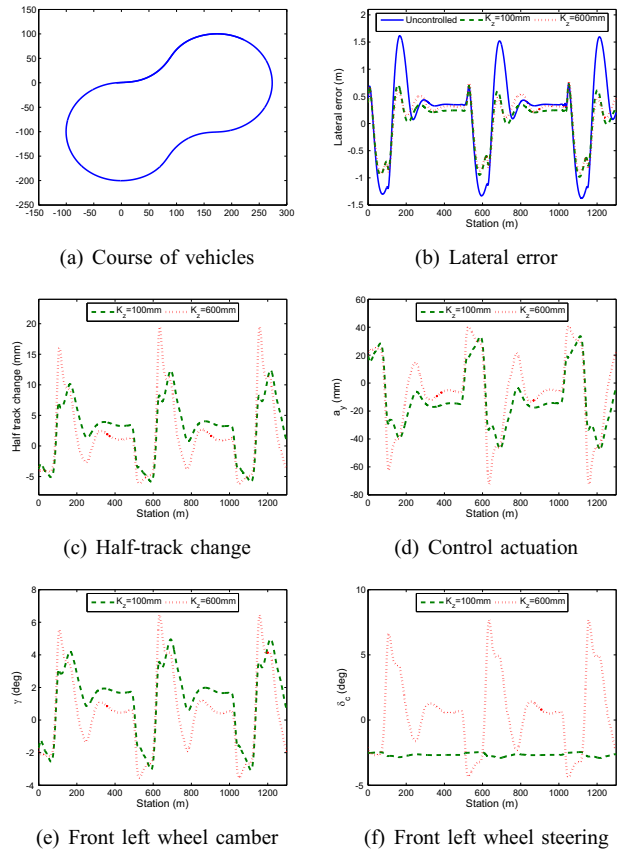 150
100
50
0
-50
-100
-150
-200
-250
-150 -100 -50 0 50 100 150 200 250 300
(a) Course of vehicles
Uncontrolled K_z=100mm K_z=600mm
Lateral error (m)
2
1.5
1
0.5
0
-0.5
-1
-1.5
0 200 400 600 800 1000 1200
Station (m)
(b) Lateral error
K_z=100mm K_z=600mm
Half track change (mm)
20
15
10
5
0
-5
0 200 400 600 800 1000 1200
Station (m)
(c) Half-track change
K_z=100mm K_z=600mm
a_y (mm)
60
40
20
0
-20
-40
-60
-80
0 200 400 600 800 1000 1200
Station (m)
(d) Control actuation
K_z=100mm K_z=600mm
γ (deg)
8
6
4
2
0
-2
-4
0 200 400 600 800 1000 1200
Station (m)
(e) Front left wheel camber
K_z=100mm K_z=600mm
δ_c (deg)
10
5
0
-5
0 200 400 600 800 1000 1200
Station (m)
(f) Front left wheel steering